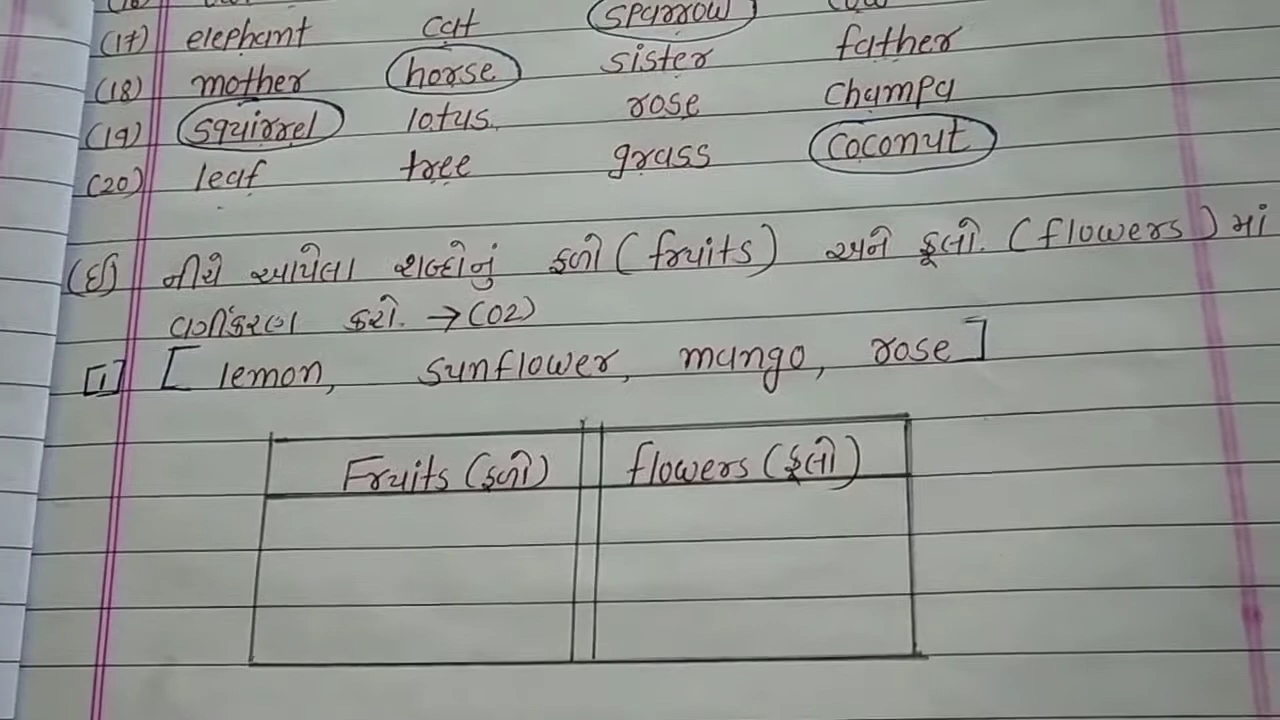 (17) elephant cat sparrow
(18) mother horse sister father
(19) squirrel lotus rose champa
(20) leaf tree grass coconut
(ઈ) નીચે આપેલા શબ્દોનું ફળો (fruits) અને ફૂલો. (flowers) માં
વર્ગીકરણ કરો. → (02)
[1] [ lemon, sunflower, mango, rose ]
Fruits (ફળો) flowers (ફૂલો)